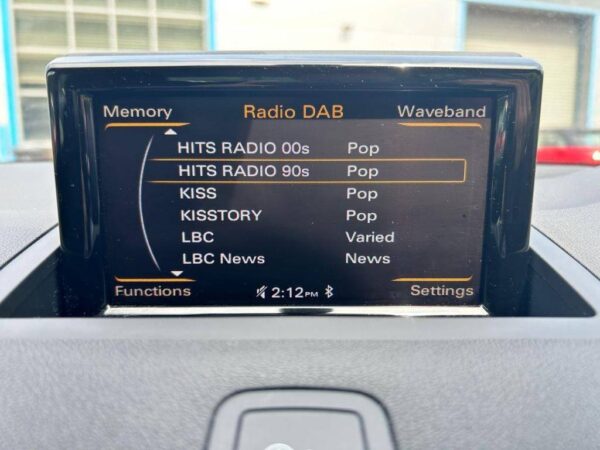 Memory Radio DAB Waveband
HITS RADIO 00s Pop
HITS RADIO 90s Pop
KISS Pop
KISSTORY Pop
LBC Varied
LBC News News
Functions 2:12PM Settings